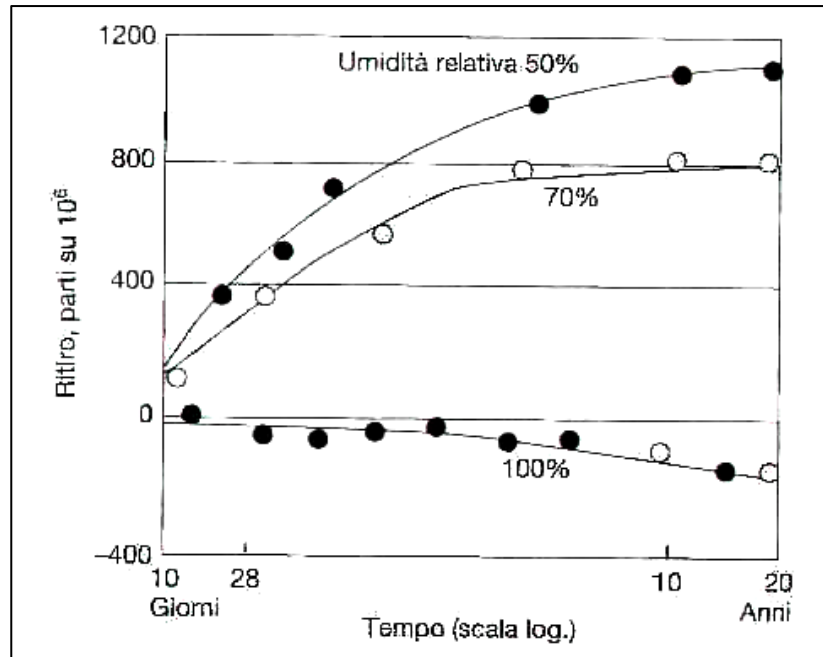 1200
Umidità relativa 50%
800
70%
400
0
100%
-400
10 28 10 20
Giorni Anni
Tempo (scala log.)
Ritiro, parti su 10⁶